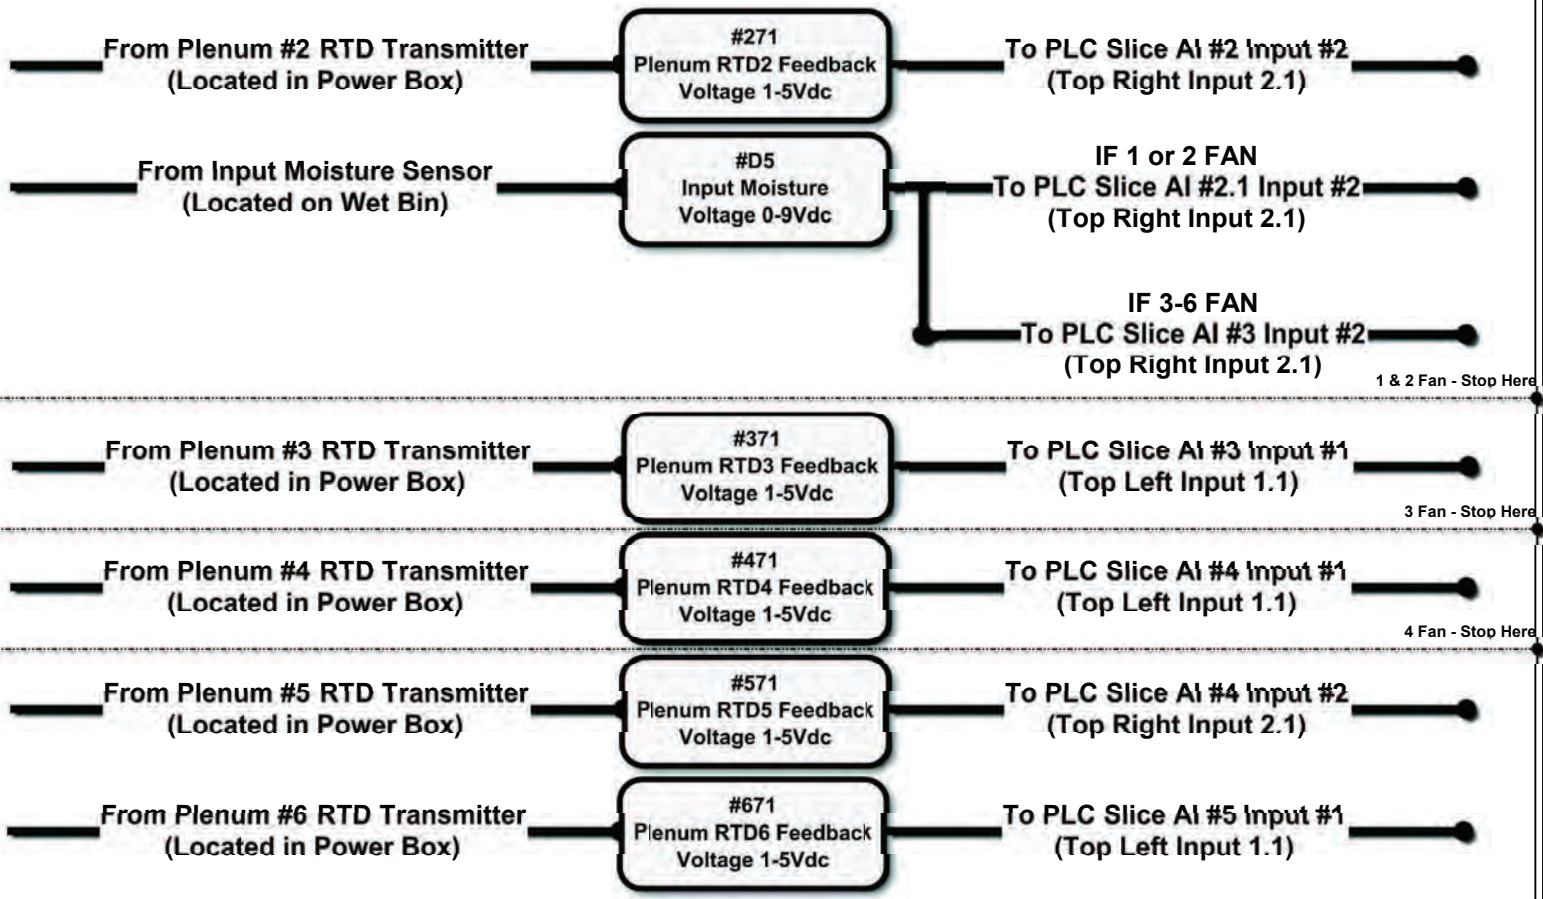 From Plenum #2 RTD Transmitter
(Located in Power Box)
#271
Plenum RTD2 Feedback
Voltage 1-5Vdc
To PLC Slice AI #2 Input #2
(Top Right Input 2.1)
From Input Moisture Sensor
(Located on Wet Bin)
#D5
Input Moisture
Voltage 0-9Vdc
IF 1 or 2 FAN
To PLC Slice AI #2.1 Input #2
(Top Right Input 2.1)
IF 3-6 FAN
To PLC Slice AI #3 Input #2
(Top Right Input 2.1)
1 & 2 Fan - Stop Here
From Plenum #3 RTD Transmitter
(Located in Power Box)
#371
Plenum RTD3 Feedback
Voltage 1-5Vdc
To PLC Slice AI #3 Input #1
(Top Left Input 1.1)
3 Fan - Stop Here
From Plenum #4 RTD Transmitter
(Located in Power Box)
#471
Plenum RTD4 Feedback
Voltage 1-5Vdc
To PLC Slice AI #4 Input #1
(Top Left Input 1.1)
4 Fan - Stop Here
From Plenum #5 RTD Transmitter
(Located in Power Box)
#571
Plenum RTD5 Feedback
Voltage 1-5Vdc
To PLC Slice AI #4 Input #2
(Top Right Input 2.1)
From Plenum #6 RTD Transmitter
(Located in Power Box)
#671
Plenum RTD6 Feedback
Voltage 1-5Vdc
To PLC Slice AI #5 Input #1
(Top Left Input 1.1)